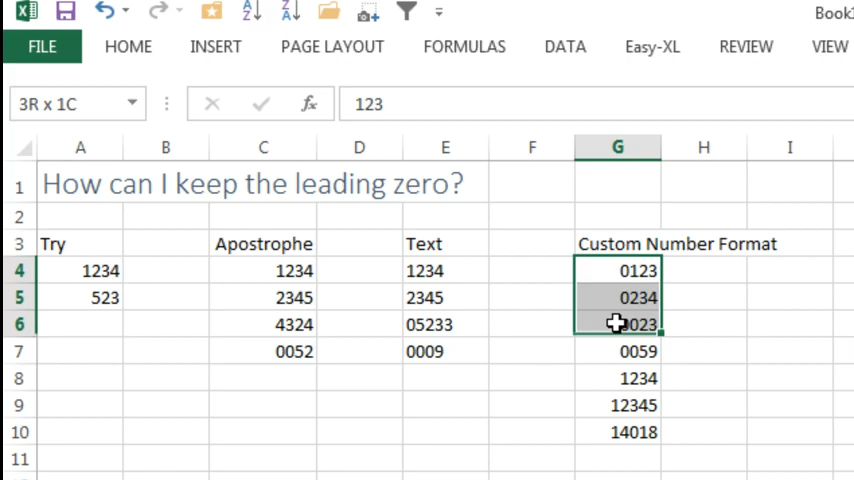 Book1
FILE HOME INSERT PAGE LAYOUT FORMULAS DATA Easy-XL REVIEW VIEW
3R x 1C fx 123
A B C D E F G H I
1 How can I keep the leading zero?
2
3 Try Apostrophe Text Custom Number Format
4 1234 1234 1234 0123
5 523 2345 2345 0234
6 4324 05233 0023
7 0052 0009 0059
8 1234
9 12345
10 14018
11